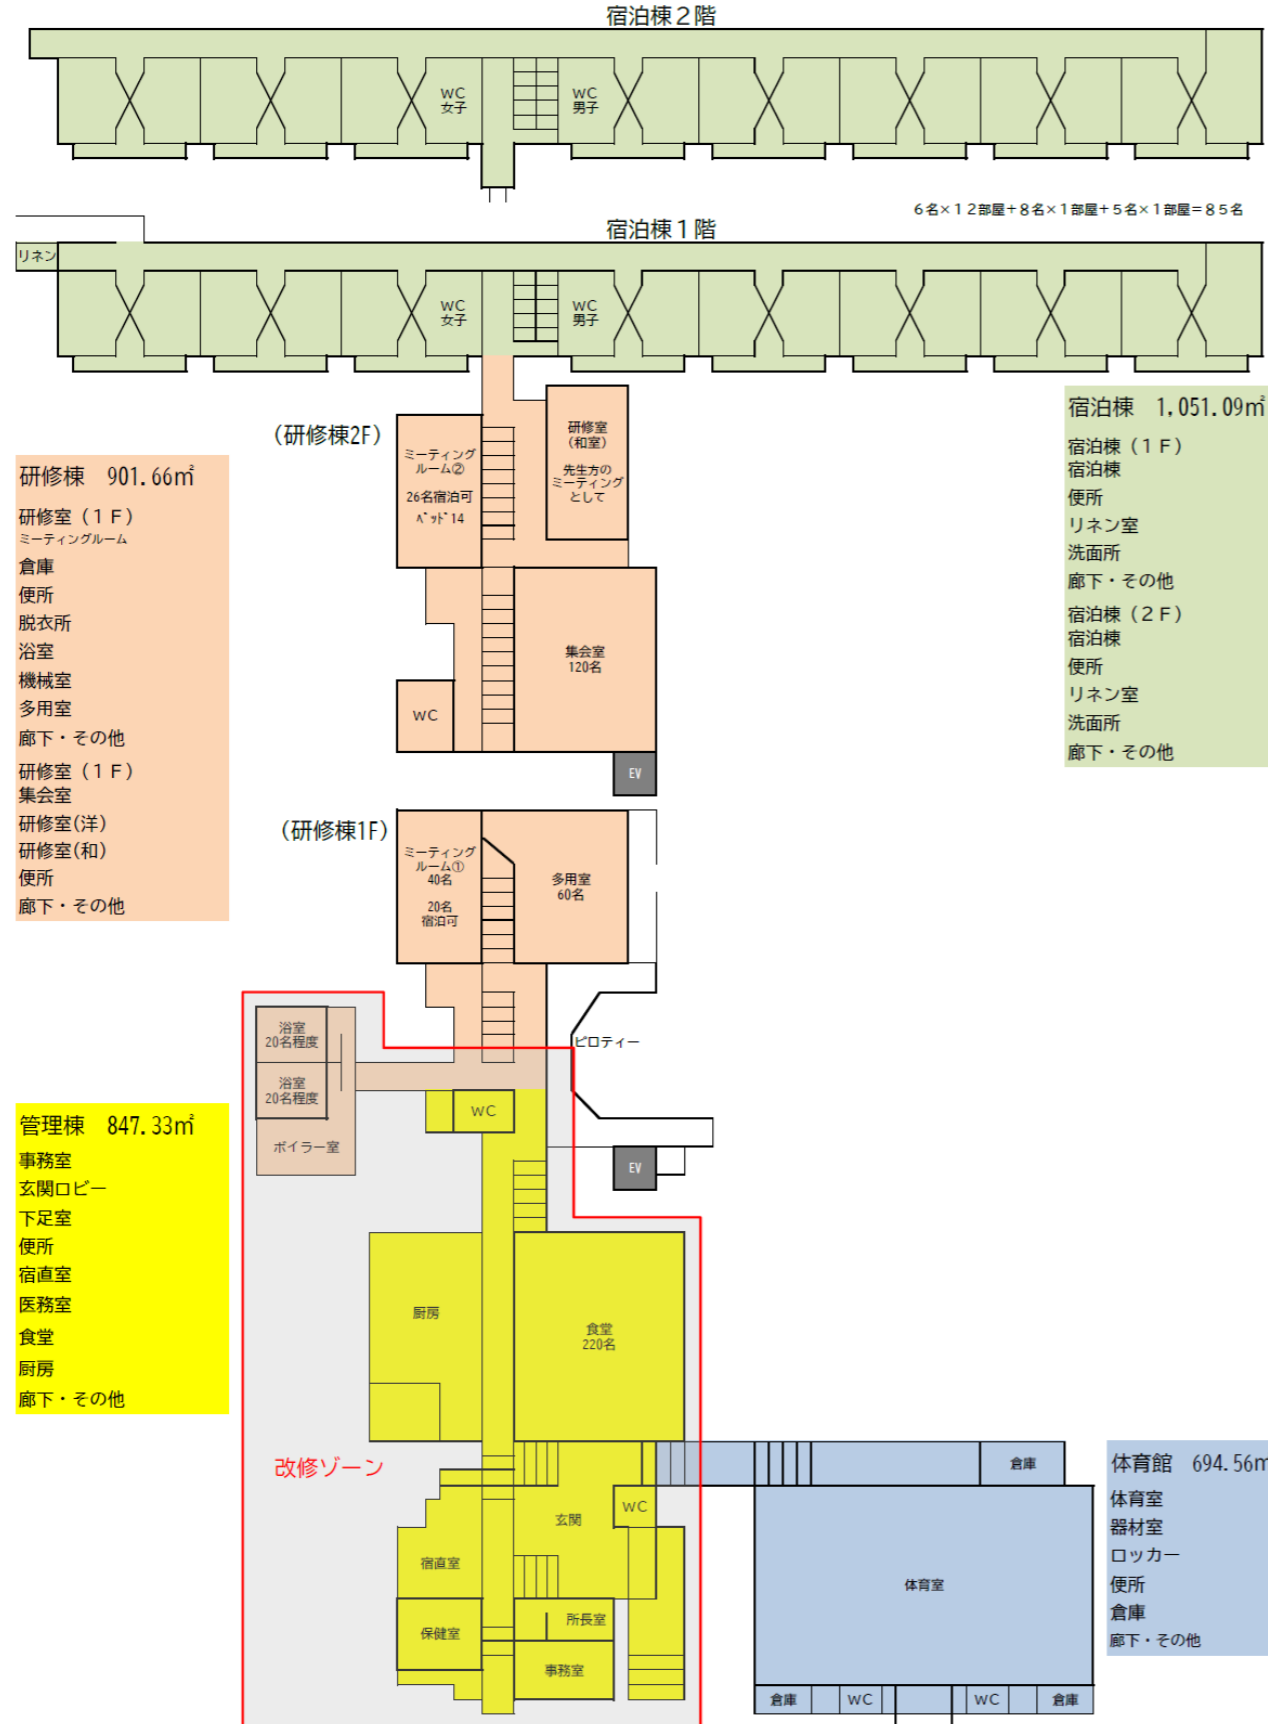 宿泊棟２階
WC
女子
WC
男子
６名×１２部屋＋８名×１部屋＋５名×１部屋＝８５名
宿泊棟１階
リネン
WC
女子
WC
男子
宿泊棟　1,051.09㎡
宿泊棟（１Ｆ）
宿泊棟
便所
リネン室
洗面所
廊下・その他
宿泊棟（２Ｆ）
宿泊棟
便所
リネン室
洗面所
廊下・その他
（研修棟2F）
ミーティング
ルーム②
26名宿泊可
ﾍﾞｯﾄﾞ14
研修室
（和室）
先生方の
ミーティング
として
集会室
120名
WC
EV
研修棟　901.66㎡
研修室（１Ｆ）
ミーティングルーム
倉庫
便所
脱衣所
浴室
機械室
多用室
廊下・その他
研修室（１Ｆ）
集会室
研修室(洋)
研修室(和)
便所
廊下・その他
（研修棟1F）
ミーティング
ルーム①
40名
20名
宿泊可
多用室
60名
浴室
20名程度
浴室
20名程度
ボイラー室
ピロティー
WC
EV
管理棟　847.33㎡
事務室
玄関ロビー
下足室
便所
宿直室
医務室
食堂
厨房
廊下・その他
厨房
食堂
220名
改修ゾーン
玄関
WC
宿直室
保健室
所長室
事務室
倉庫
体育室
倉庫
WC
WC
倉庫
体育館　694.56㎡
体育室
器材室
ロッカー
便所
倉庫
廊下・その他